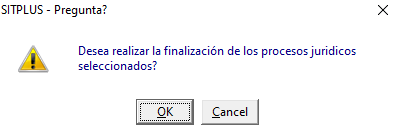 SITPLUS - Pregunta?
Desea realizar la finalización de los procesos juridicos
seleccionados?
OK Cancel